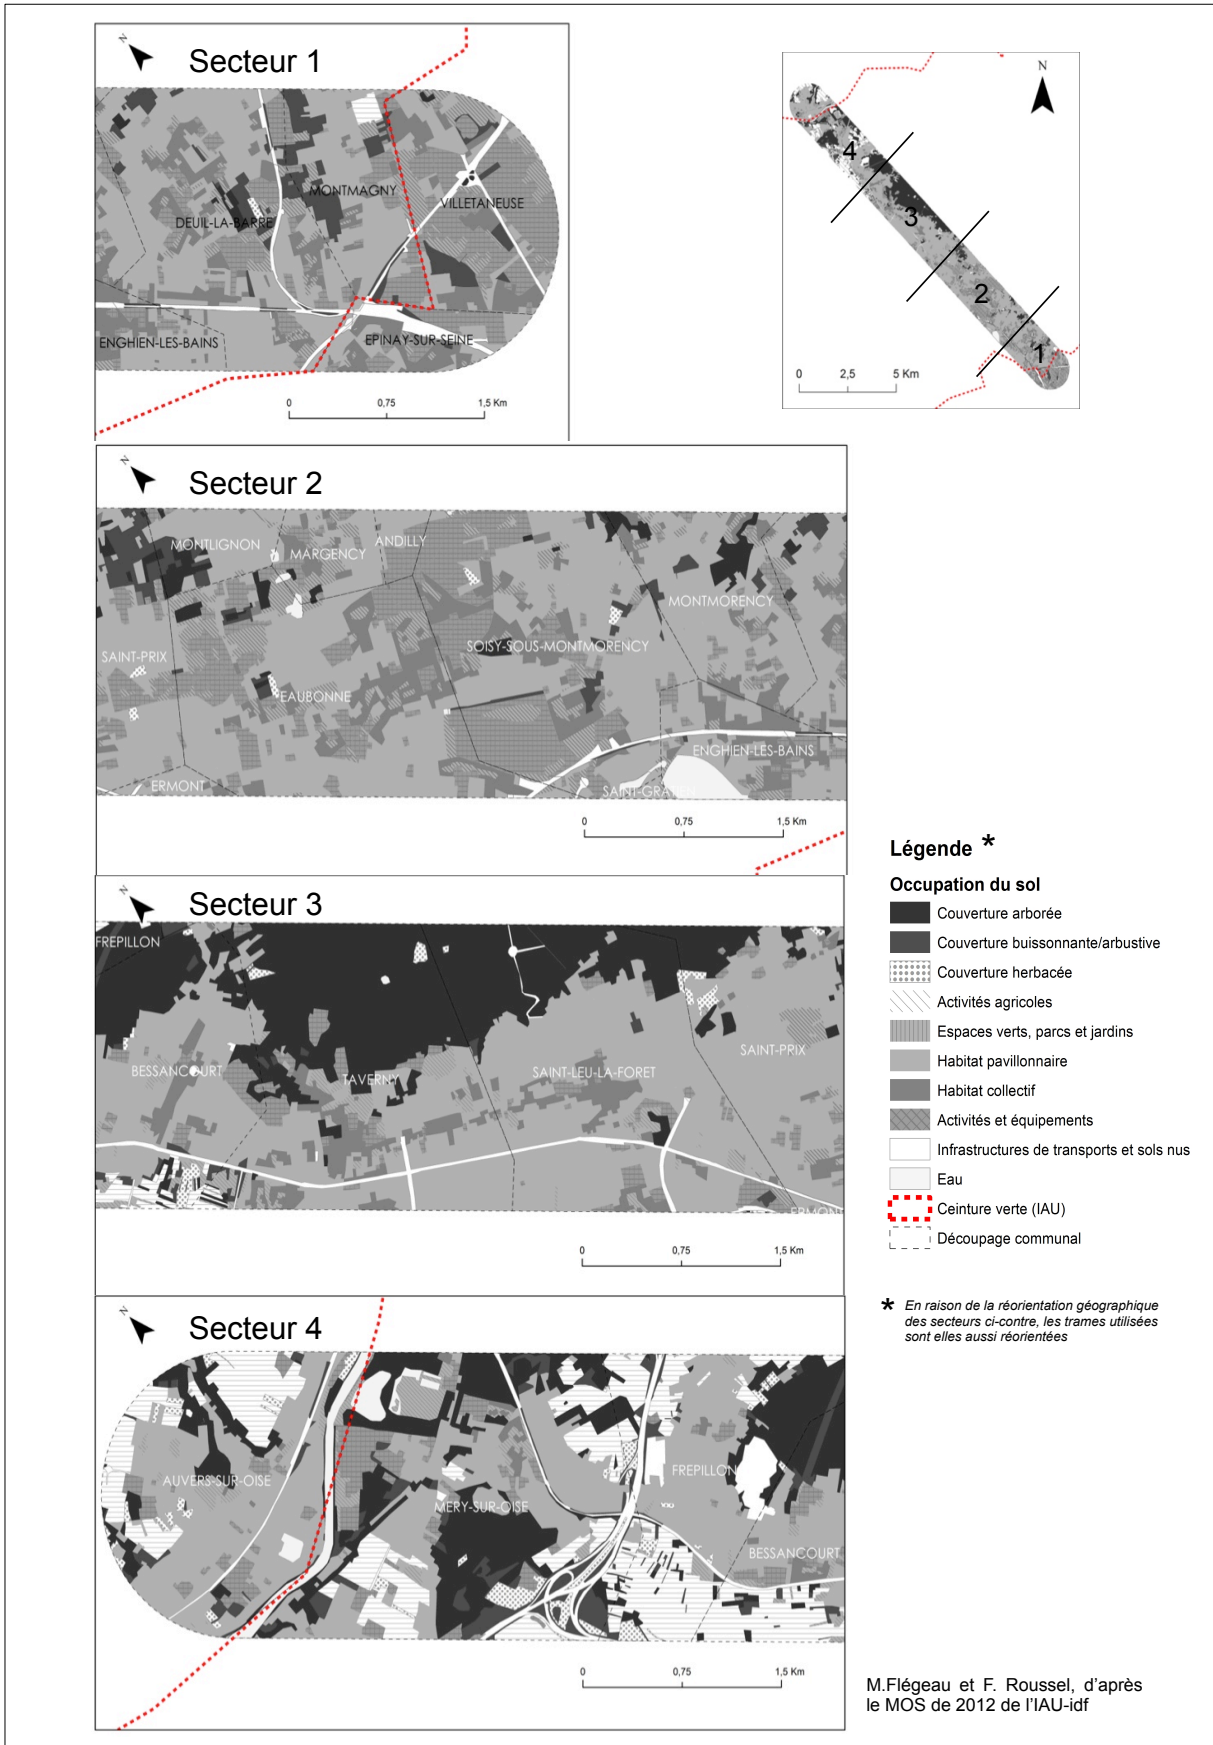 N
Secteur 1
DEUIL-LA-BARRE
MONTMAGNY
VILLETANEUSE
ENGHIEN-LES-BAINS
EPINAY-SUR-SEINE
0 0,75 1,5 Km
N
4
3
2
1
0 2,5 5 Km
N
Secteur 2
MONTLIGNON
MARGENCY
ANDILLY
MONTMORENCY
SAINT-PRIX
SOISY-SOUS-MONTMORENCY
EAUBONNE
ENGHIEN-LES-BAINS
ERMONT
SAINT-GRATIEN
0 0,75 1,5 Km
N
Secteur 3
FREPILLON
BESSANCOURT
TAVERNY
SAINT-LEU-LA-FORET
SAINT-PRIX
ERMONT
0 0,75 1,5 Km
N
Secteur 4
AUVERS-SUR-OISE
MERY-SUR-OISE
FREPILLON
BESSANCOURT
0 0,75 1,5 Km
Légende *
Occupation du sol
Couverture arborée
Couverture buissonnante/arbustive
Couverture herbacée
Activités agricoles
Espaces verts, parcs et jardins
Habitat pavillonnaire
Habitat collectif
Activités et équipements
Infrastructures de transports et sols nus
Eau
Ceinture verte (IAU)
Découpage communal
* En raison de la réorientation géographique
des secteurs ci-contre, les trames utilisées
sont elles aussi réorientées
M.Flégeau et F. Roussel, d'après
le MOS de 2012 de l'IAU-idf